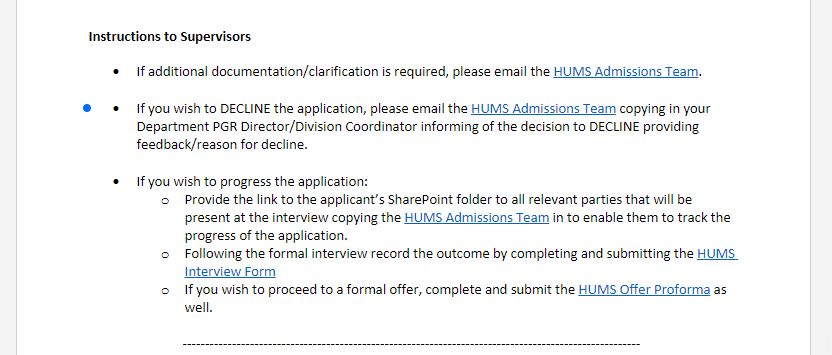 Instructions to Supervisors
• If additional documentation/clarification is required, please email the HUMS Admissions Team.
• If you wish to DECLINE the application, please email the HUMS Admissions Team copying in your
Department PGR Director/Division Coordinator informing of the decision to DECLINE providing
feedback/reason for decline.
• If you wish to progress the application:
o Provide the link to the applicant's SharePoint folder to all relevant parties that will be
present at the interview copying the HUMS Admissions Team in to enable them to track the
progress of the application.
o Following the formal interview record the outcome by completing and submitting the HUMS
Interview Form
o If you wish to proceed to a formal offer, complete and submit the HUMS Offer Proforma as
well.